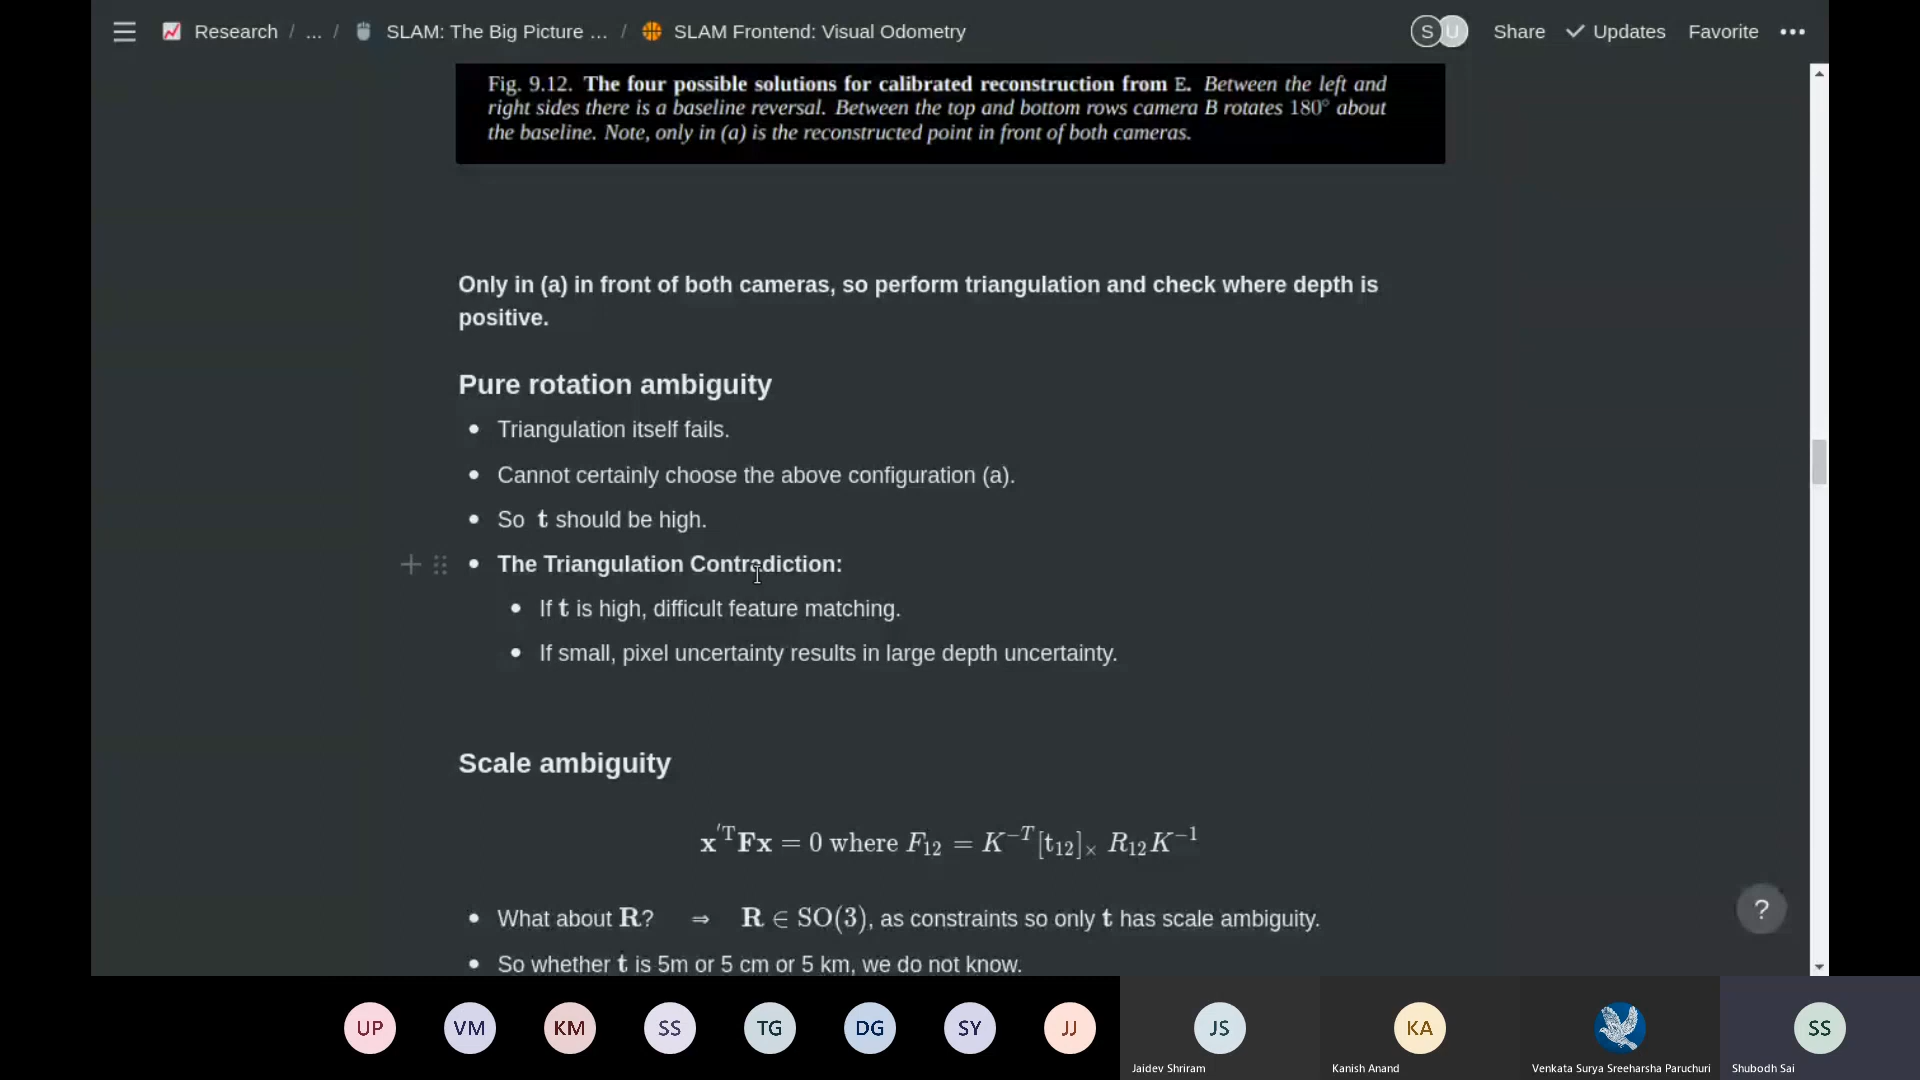 Research / ... / SLAM: The Big Picture ... / SLAM Frontend: Visual Odometry
S U Share Updates Favorite •••
Fig. 9.12. The four possible solutions for calibrated reconstruction from E. Between the left and
right sides there is a baseline reversal. Between the top and bottom rows camera B rotates 180° about
the baseline. Note, only in (a) is the reconstructed point in front of both cameras.
Only in (a) in front of both cameras, so perform triangulation and check where depth is
positive.
Pure rotation ambiguity
• Triangulation itself fails.
• Cannot certainly choose the above configuration (a).
• So t should be high.
• The Triangulation Contradiction:
• If t is high, difficult feature matching.
• If small, pixel uncertainty results in large depth uncertainty.
Scale ambiguity
x'ᵀFx = 0 where F₁₂ = K⁻ᵀ[t₁₂]ₓ R₁₂K⁻¹
• What about R? ⇒ R ∈ SO(3), as constraints so only t has scale ambiguity.
• So whether t is 5m or 5 cm or 5 km, we do not know.
?
UP VM KM SS TG DG SY JJ JS KA SS
Jaidev Shriram Kanish Anand Venkata Surya Sreeharsha Paruchuri Shubodh Sai